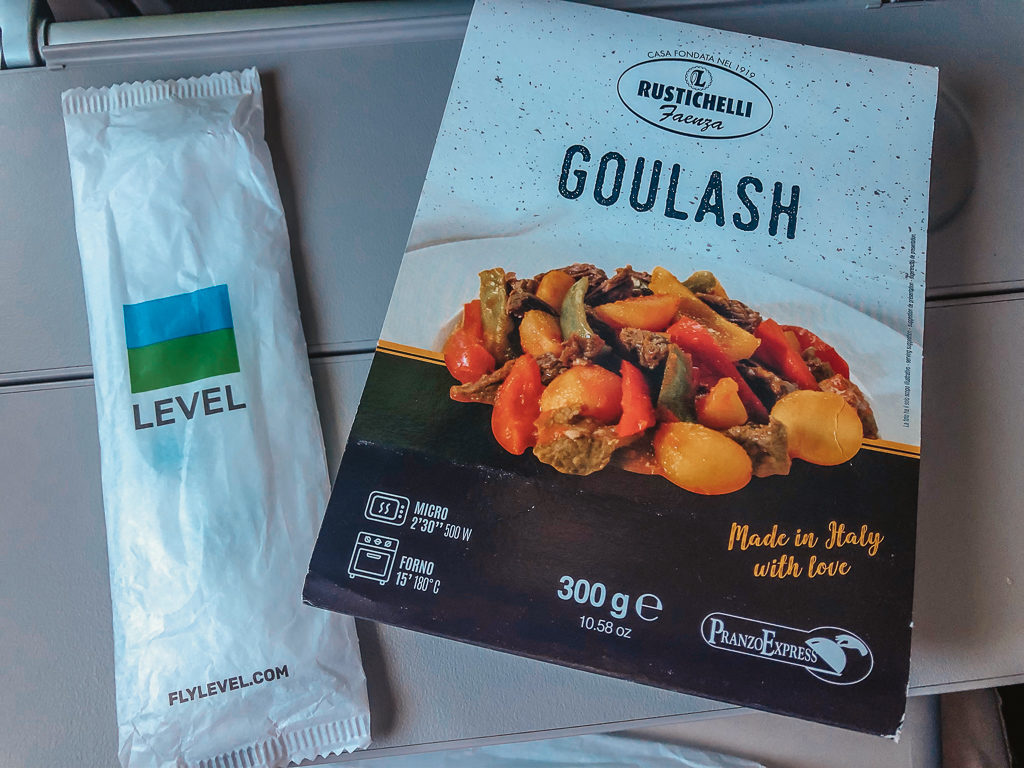 LEVEL
FLYLEVEL.COM
CASA FONDATA NEL 1919
L
RUSTICHELLI
Faenza
GOULASH
MICRO
2'30" 500 W
FORNO
15' 180°C
300 g e
10.58 oz
Made in Italy
with love
PRANZOEXPRESS